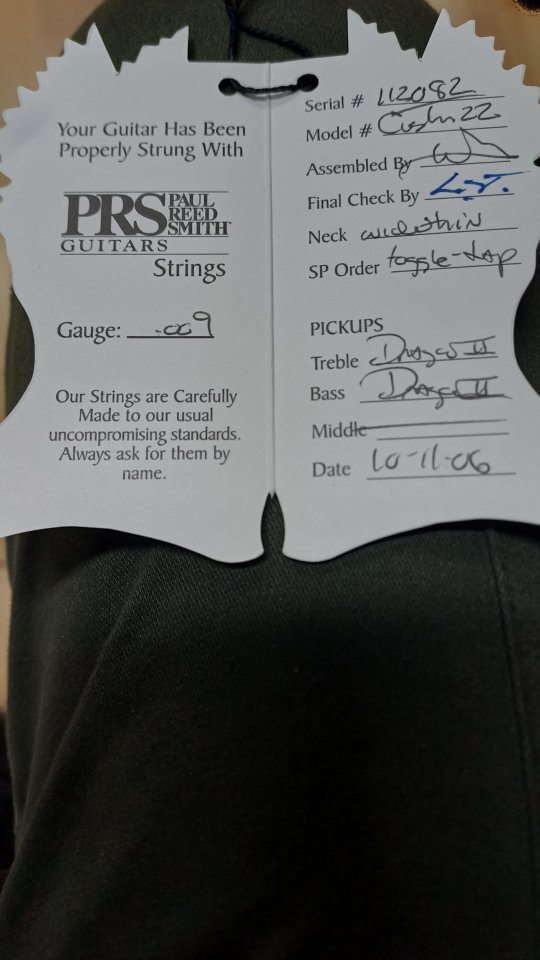 Your Guitar Has Been
Properly Strung With
PRS PAUL
REED
SMITH
GUITARS
Strings
Gauge: .009
Our Strings are Carefully
Made to our usual
uncompromising standards.
Always ask for them by
name.
Serial # 112082
Model # Custm 22
Assembled By
Final Check By L.T.
Neck wide thin
SP Order toggle-tap
PICKUPS
Treble Dragon II
Bass Dragon II
Middle
Date 10-11-06